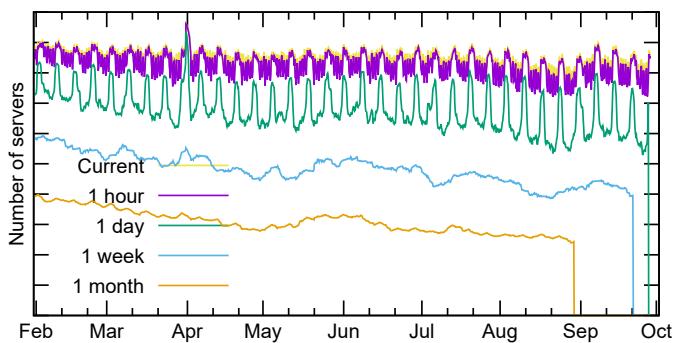 Number of servers
Current
1 hour
1 day
1 week
1 month
Feb Mar Apr May Jun Jul Aug Sep Oct